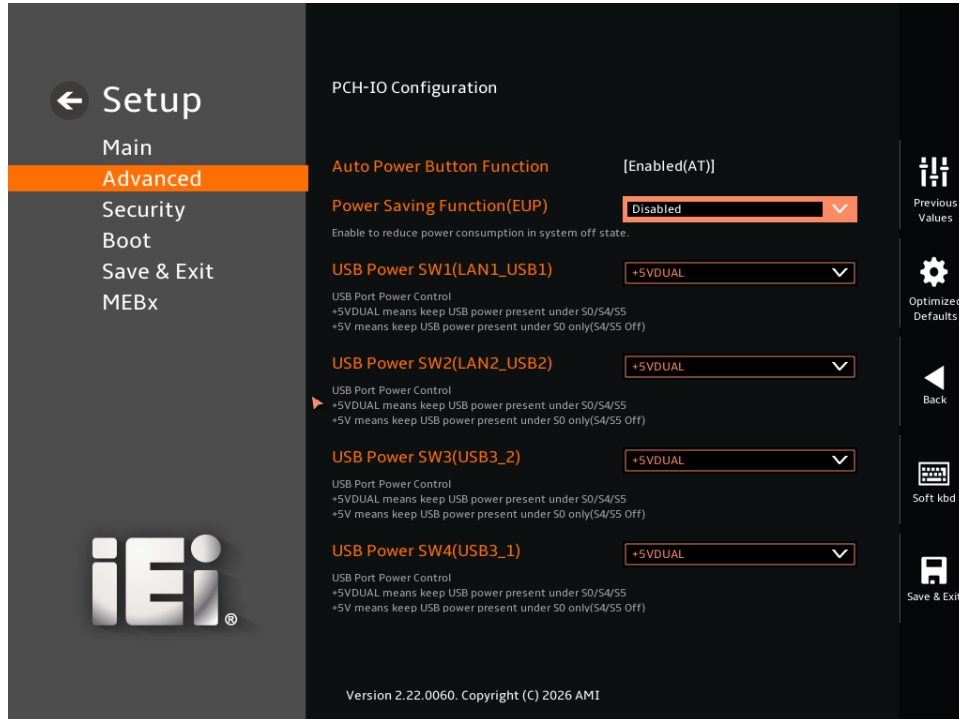 Setup
Main
Advanced
Security
Boot
Save & Exit
MEBx
iEi®
PCH-IO Configuration
Auto Power Button Function [Enabled(AT)]
Power Saving Function(EUP) Disabled
Enable to reduce power consumption in system off state.
USB Power SW1(LAN1_USB1) +5VDUAL
USB Port Power Control
+5VDUAL means keep USB power present under S0/S4/S5
+5V means keep USB power present under S0 only(S4/S5 Off)
USB Power SW2(LAN2_USB2) +5VDUAL
USB Port Power Control
+5VDUAL means keep USB power present under S0/S4/S5
+5V means keep USB power present under S0 only(S4/S5 Off)
USB Power SW3(USB3_2) +5VDUAL
USB Port Power Control
+5VDUAL means keep USB power present under S0/S4/S5
+5V means keep USB power present under S0 only(S4/S5 Off)
USB Power SW4(USB3_1) +5VDUAL
USB Port Power Control
+5VDUAL means keep USB power present under S0/S4/S5
+5V means keep USB power present under S0 only(S4/S5 Off)
Version 2.22.0060. Copyright (C) 2026 AMI
Previous
Values
Optimized
Defaults
Back
Soft kbd
Save & Exit